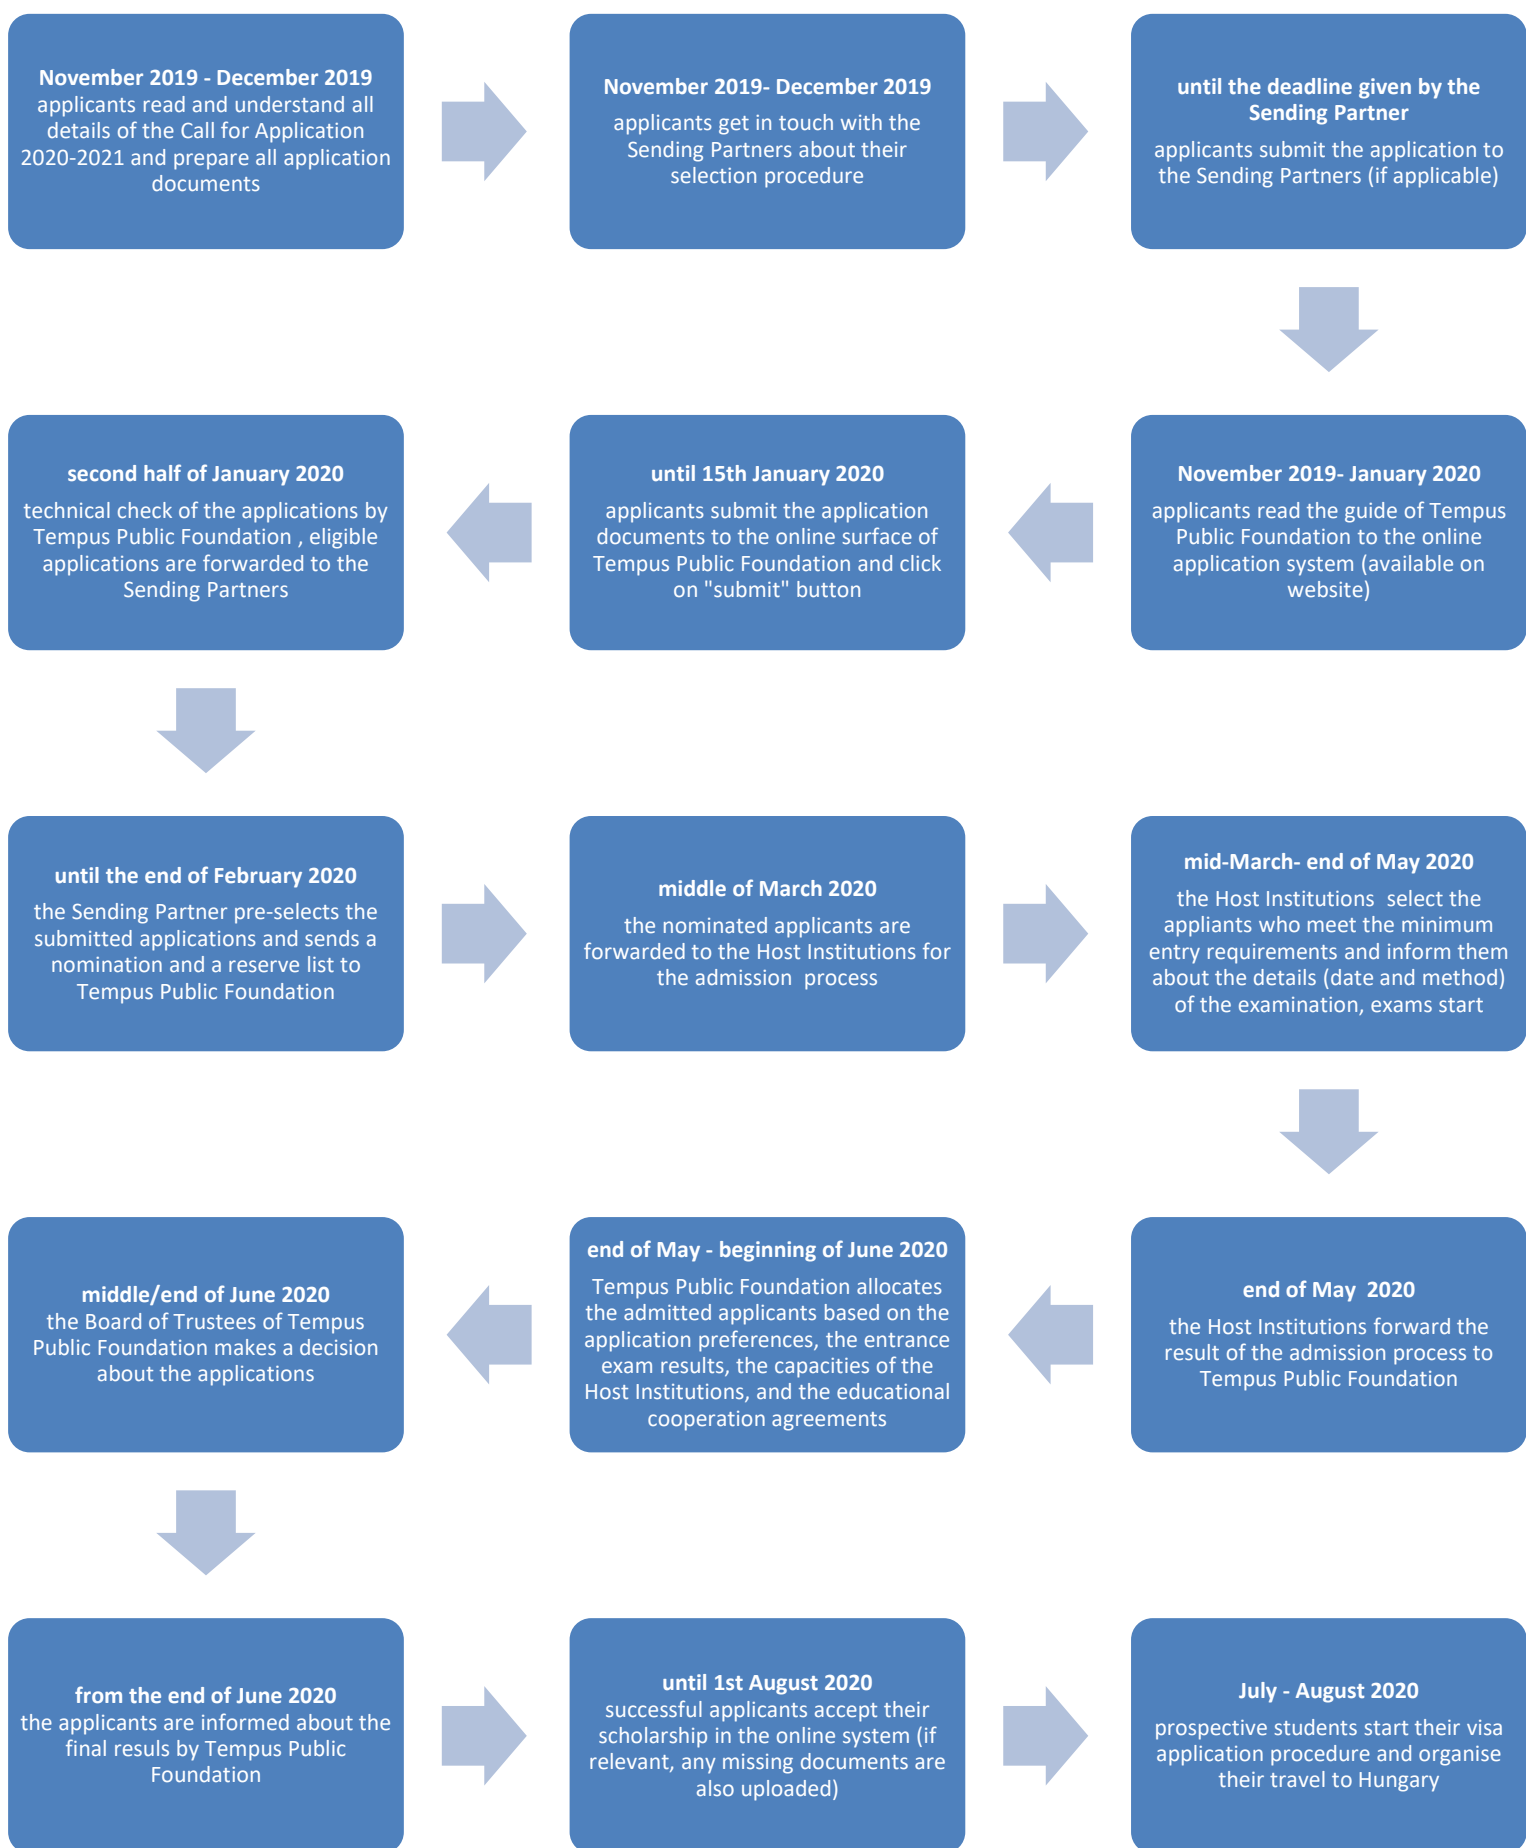 November 2019 - December 2019
applicants read and understand all
details of the Call for Application
2020-2021 and prepare all application
documents
November 2019- December 2019
applicants get in touch with the
Sending Partners about their
selection procedure
until the deadline given by the
Sending Partner
applicants submit the application to
the Sending Partners (if applicable)
November 2019- January 2020
applicants read the guide of Tempus
Public Foundation to the online
application system (available on
website)
until 15th January 2020
applicants submit the application
documents to the online surface of
Tempus Public Foundation and click
on "submit" button
second half of January 2020
technical check of the applications by
Tempus Public Foundation , eligible
applications are forwarded to the
Sending Partners
until the end of February 2020
the Sending Partner pre-selects the
submitted applications and sends a
nomination and a reserve list to
Tempus Public Foundation
middle of March 2020
the nominated applicants are
forwarded to the Host Institutions for
the admission  process
mid-March- end of May 2020
the Host Institutions  select the
appliants who meet the minimum
entry requirements and inform them
about the details (date and method)
of the examination, exams start
end of May  2020
the Host Institutions forward the
result of the admission process to
Tempus Public Foundation
end of May - beginning of June 2020
Tempus Public Foundation allocates
the admitted applicants based on the
application preferences, the entrance
exam results, the capacities of the
Host Institutions, and the educational
cooperation agreements
middle/end of June 2020
the Board of Trustees of Tempus
Public Foundation makes a decision
about the applications
from the end of June 2020
the applicants are informed about the
final resuls by Tempus Public
Foundation
until 1st August 2020
successful applicants accept their
scholarship in the online system (if
relevant, any missing documents are
also uploaded)
July - August 2020
prospective students start their visa
application procedure and organise
their travel to Hungary